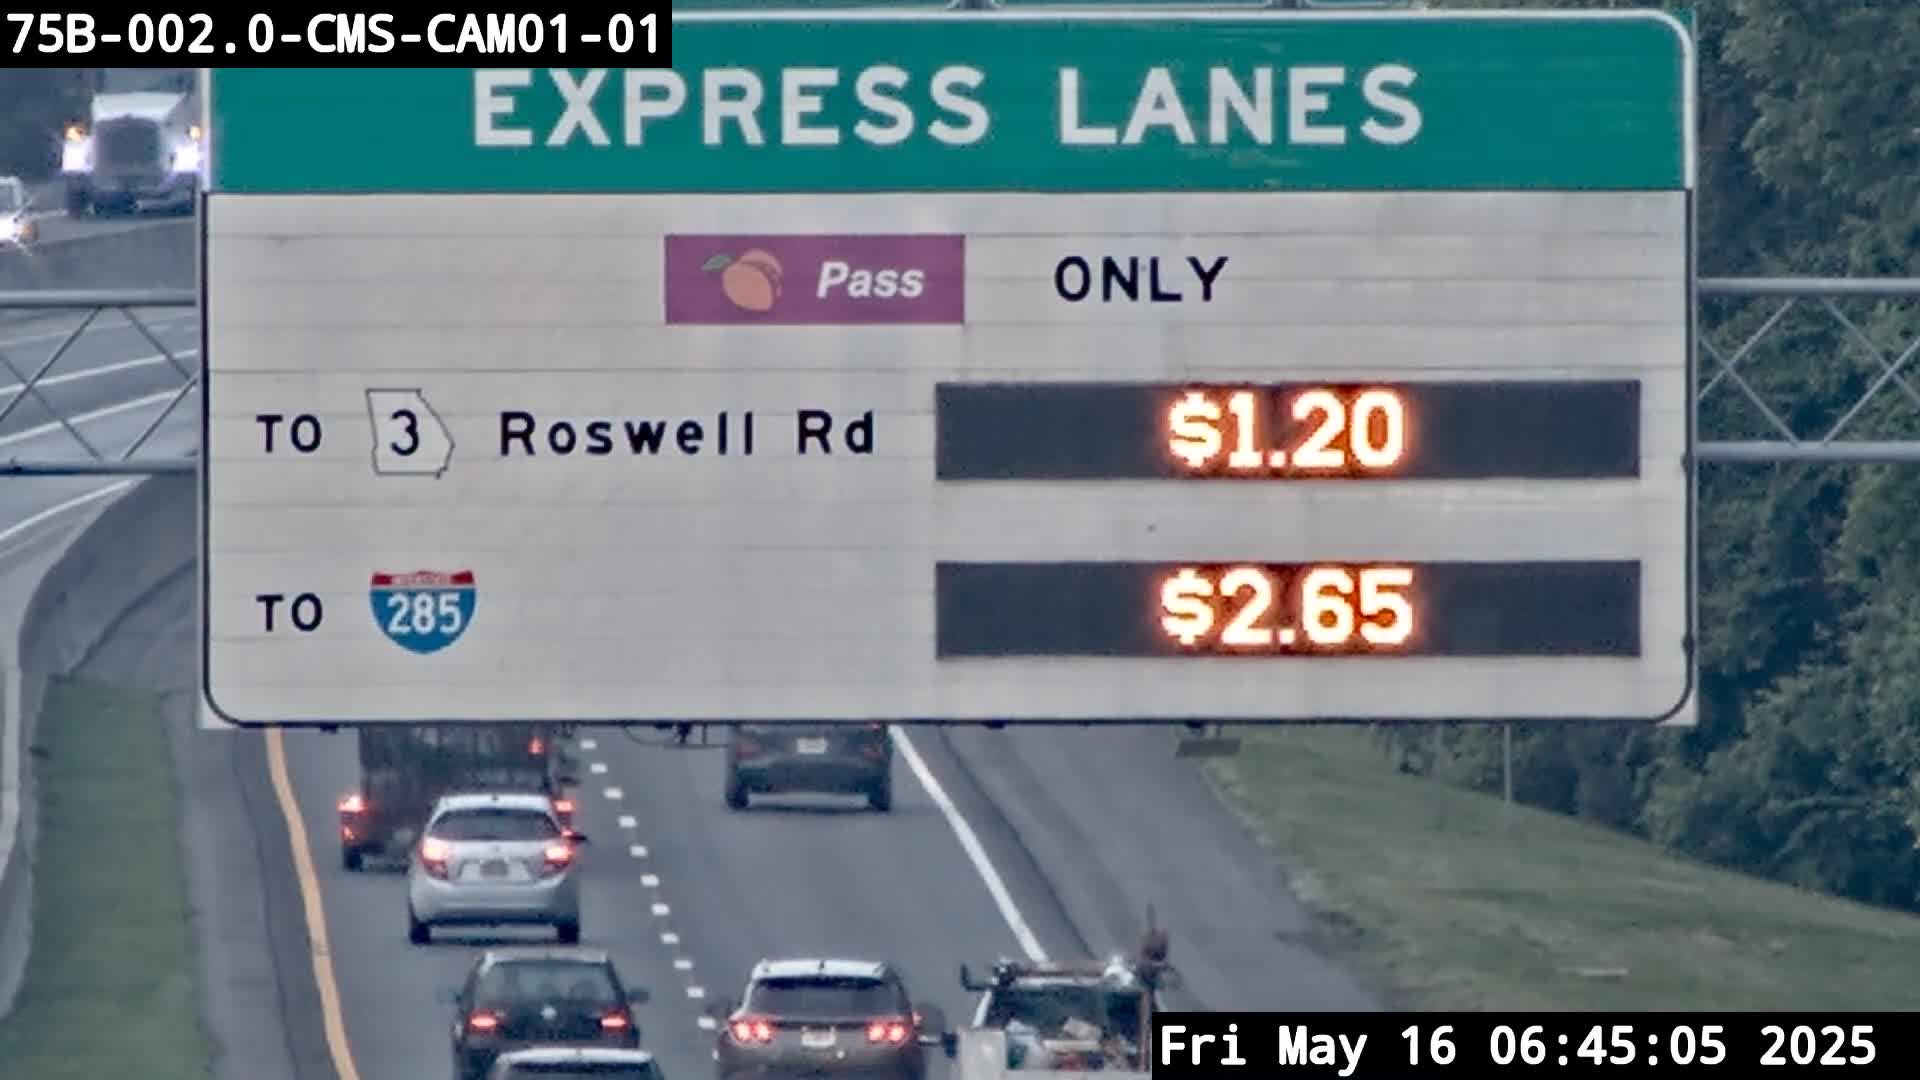 75B-002.0-CMS-CAM01-01
EXPRESS LANES
Pass ONLY
TO 3 Roswell Rd $1.20
TO 285 $2.65
Fri May 16 06:45:05 2025